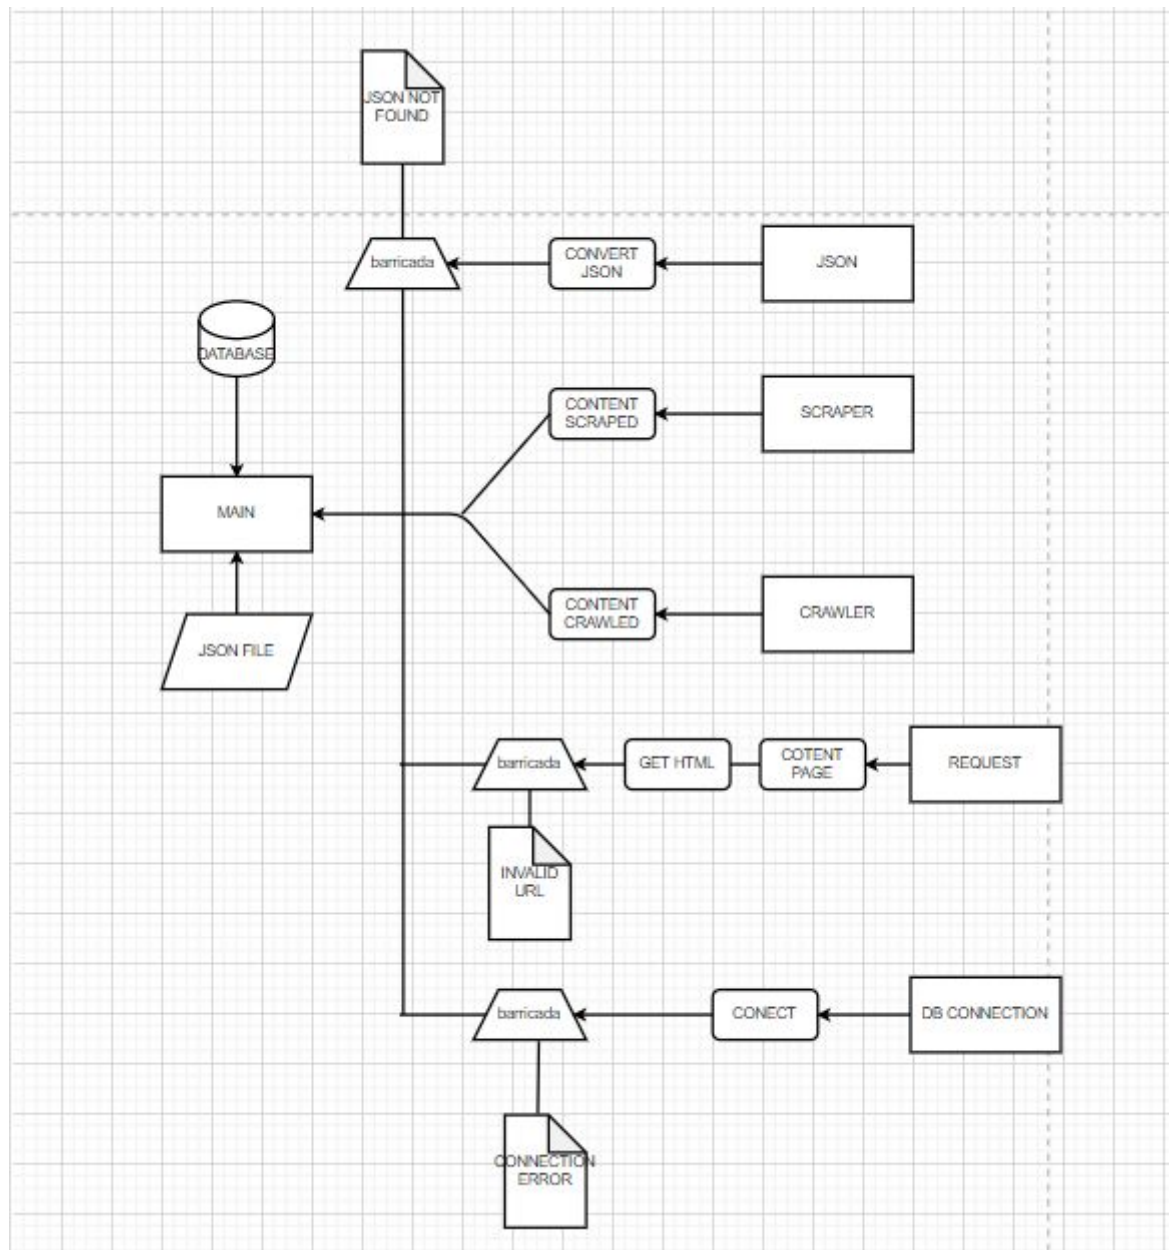 JSON NOT
FOUND
barricada
CONVERT
JSON
JSON
DATABASE
CONTENT
SCRAPED
SCRAPER
MAIN
JSON FILE
CONTENT
CRAWLED
CRAWLER
barricada
GET HTML
COTENT
PAGE
REQUEST
INVALID
URL
barricada
CONECT
DB CONNECTION
CONNECTION
ERROR